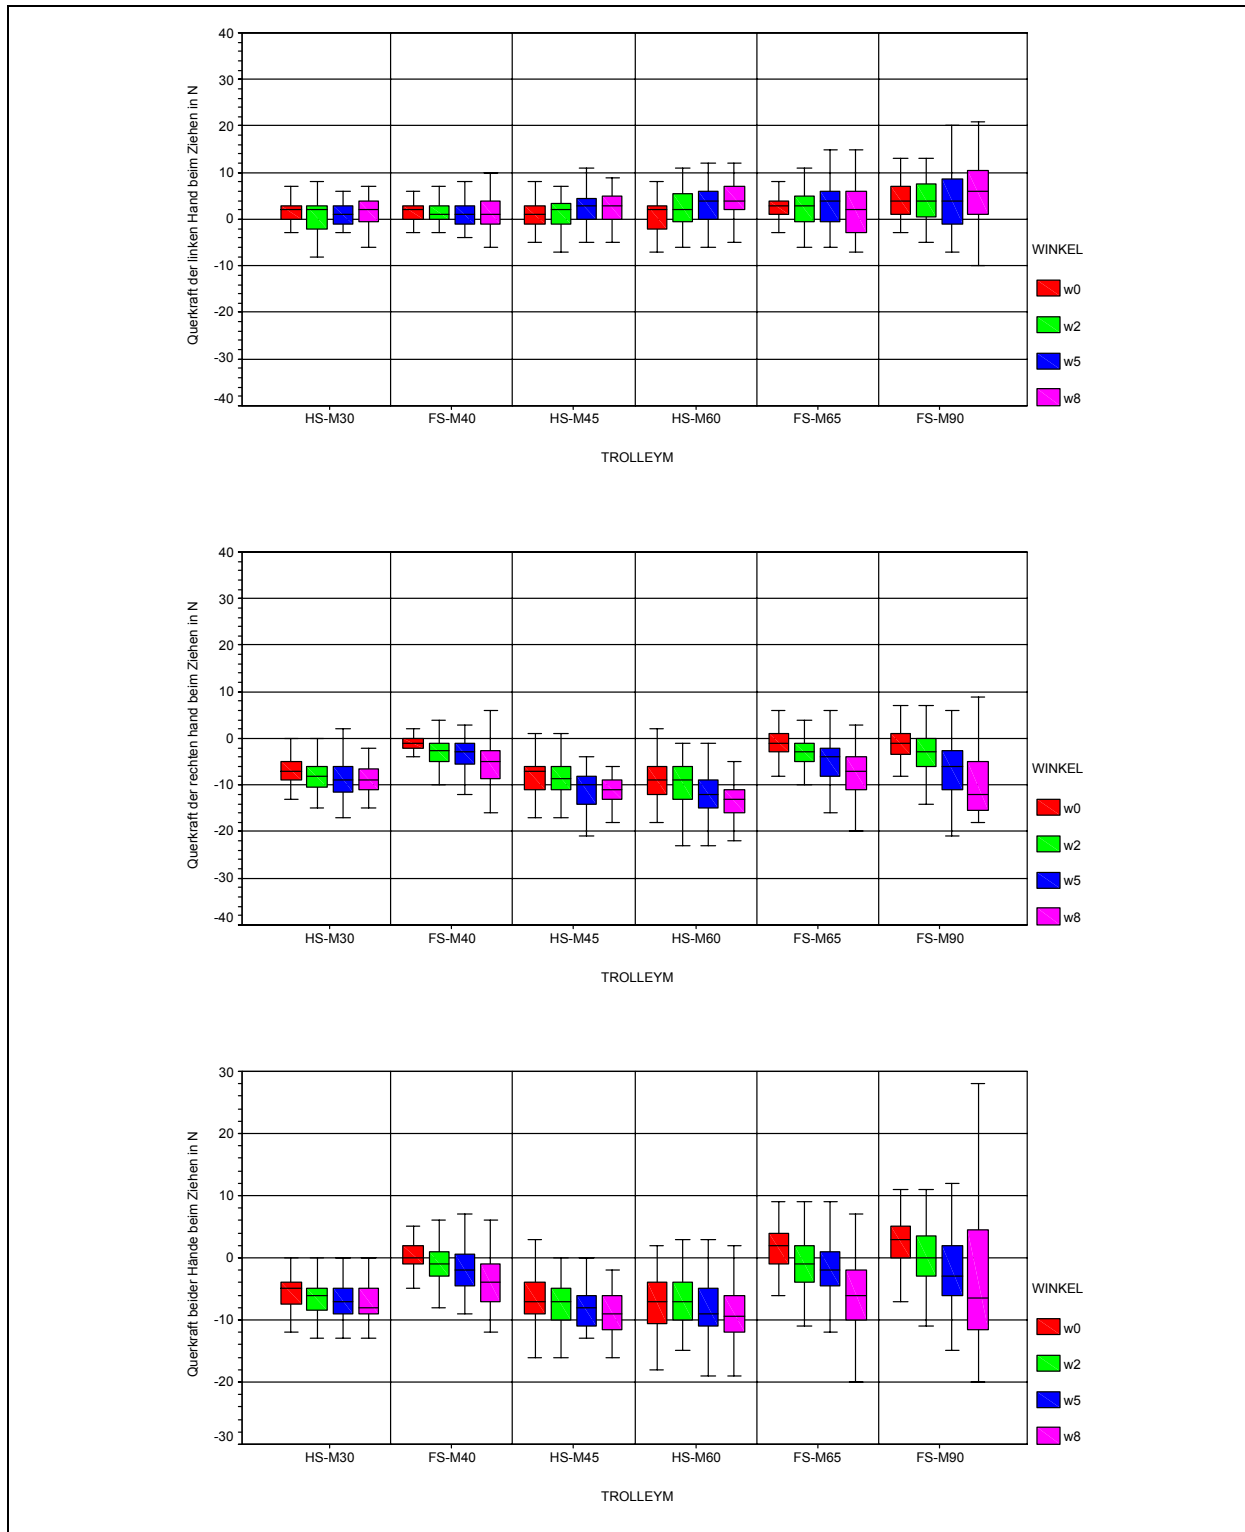 Querkraft der linken Hand beim Ziehen in N
40
30
20
10
0
-10
-20
-30
-40
HS-M30 FS-M40 HS-M45 HS-M60 FS-M65 FS-M90
TROLLEYM
WINKEL
w0
w2
w5
w8
Querkraft der rechten hand beim Ziehen in N
40
30
20
10
0
-10
-20
-30
-40
HS-M30 FS-M40 HS-M45 HS-M60 FS-M65 FS-M90
TROLLEYM
WINKEL
w0
w2
w5
w8
Querkraft beider Hände beim Ziehen in N
30
20
10
0
-10
-20
-30
HS-M30 FS-M40 HS-M45 HS-M60 FS-M65 FS-M90
TROLLEYM
WINKEL
w0
w2
w5
w8